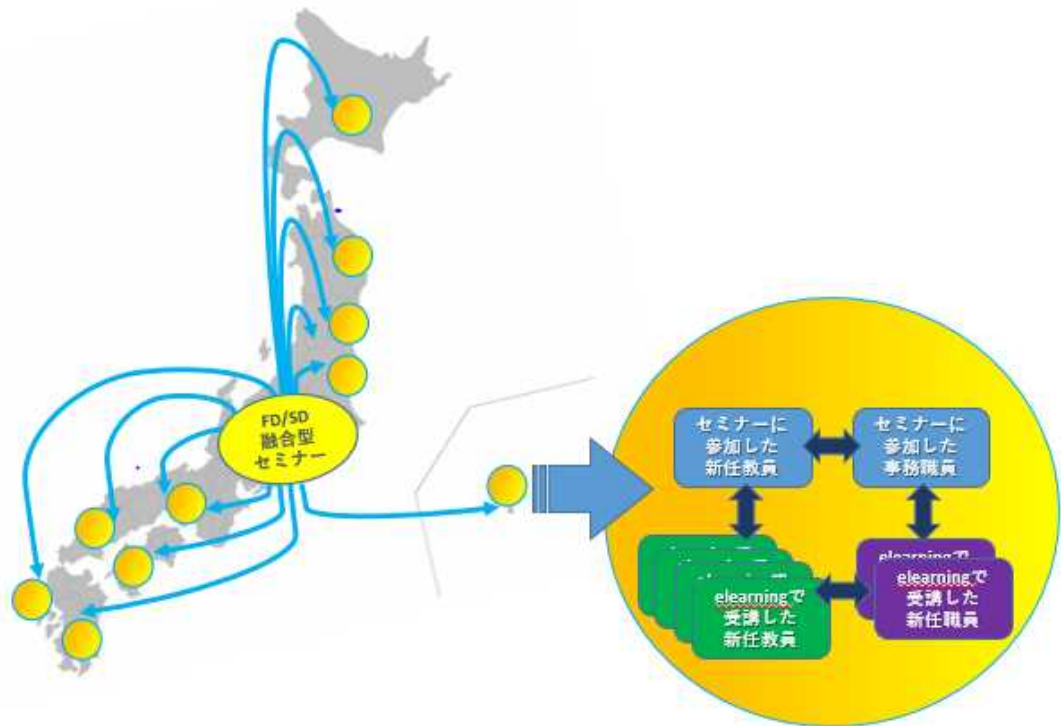 FD/SD
融合型
セミナー
セミナーに
参加した
新任教員
セミナーに
参加した
事務職員
elearningで
受講した
新任教員
elearningで
elearningで
受講した
新任職員